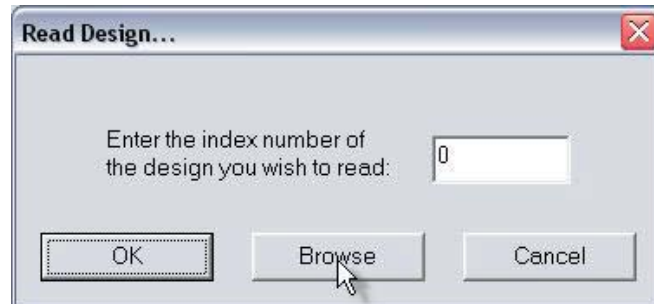 Read Design...
Enter the index number of
the design you wish to read:
0
OK
Browse
Cancel